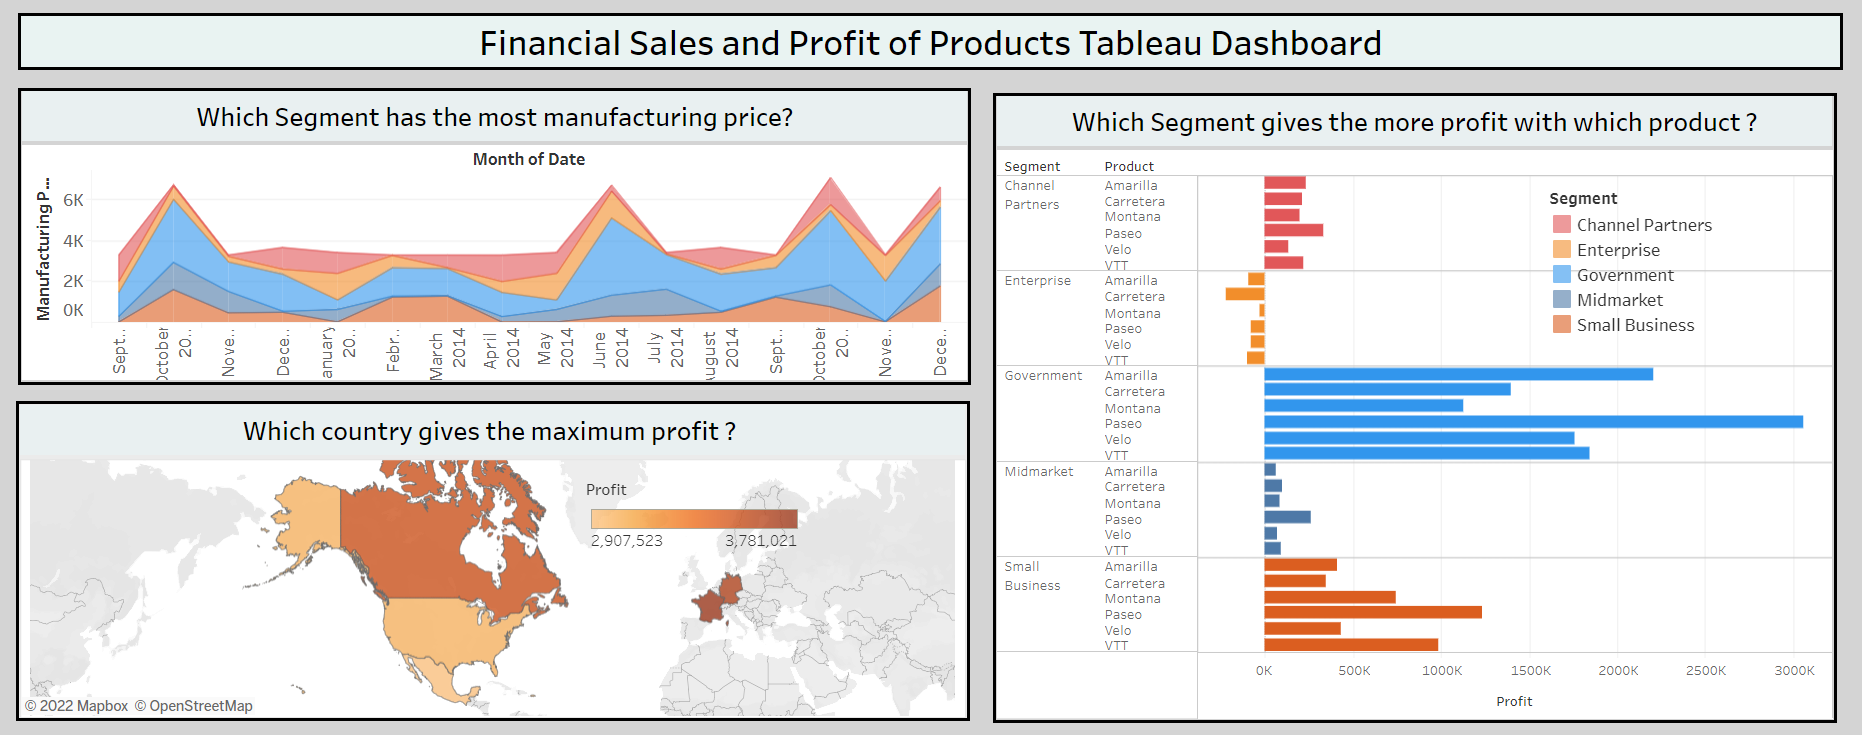 Financial Sales and Profit of Products Tableau Dashboard
Which Segment has the most manufacturing price?
Month of Date
Manufacturing P...
6K
4K
2K
0K
Sept..
October
20..
Nove..
Dece..
anuary
20..
Febr..
March
2014
April
2014
May
2014
June
2014
July
2014
ugust
2014
Sept..
October
20..
Nove..
Dece..
Which country gives the maximum profit ?
Profit
2,907,523 3,781,021
© 2022 Mapbox © OpenStreetMap
Which Segment gives the more profit with which product ?
Segment Product
Channel Partners
Amarilla
Carretera
Montana
Paseo
Velo
VTT
Enterprise
Amarilla
Carretera
Montana
Paseo
Velo
VTT
Government
Amarilla
Carretera
Montana
Paseo
Velo
VTT
Midmarket
Amarilla
Carretera
Montana
Paseo
Velo
VTT
Small Business
Amarilla
Carretera
Montana
Paseo
Velo
VTT
Segment
Channel Partners
Enterprise
Government
Midmarket
Small Business
0K 500K 1000K 1500K 2000K 2500K 3000K
Profit